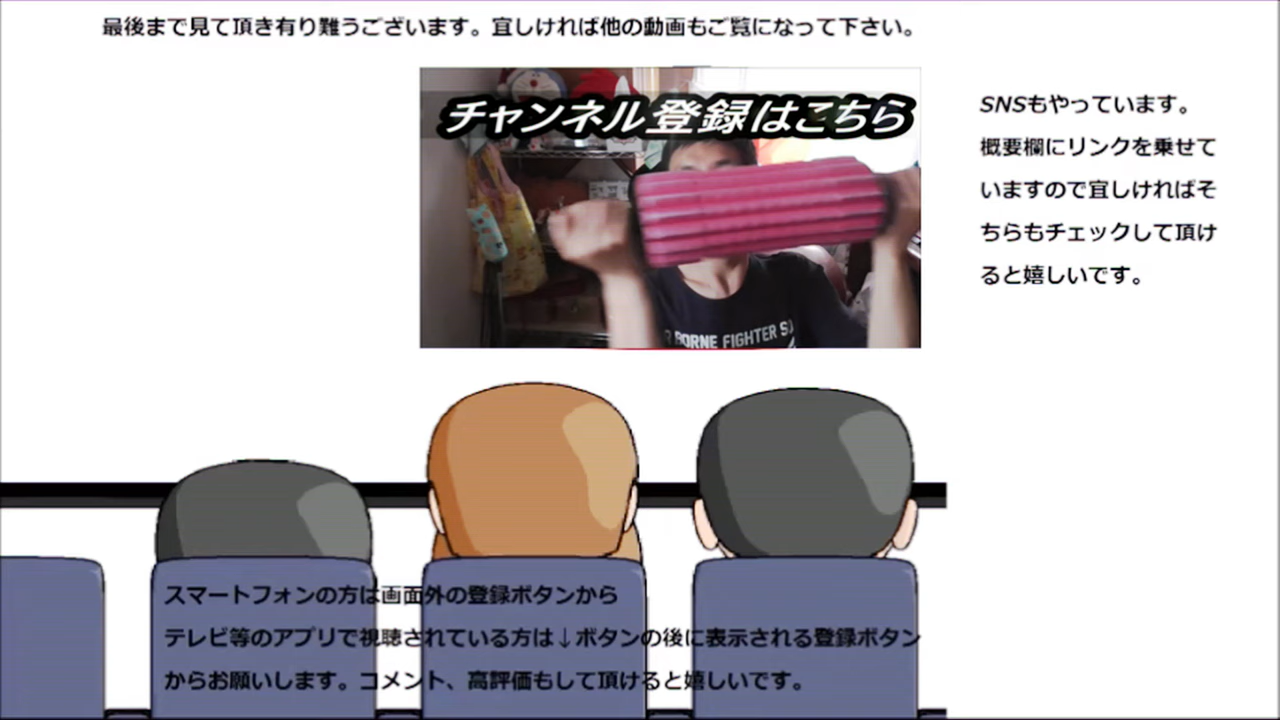 最後まで見て頂き有り難うございます。宜しければ他の動画もご覧になって下さい。
チャンネル登録はこちら
SNSもやっています。
概要欄にリンクを乗せて
いますので宜しければそ
ちらもチェックして頂け
ると嬉しいです。
BORNE FIGHTER
スマートフォンの方は画面外の登録ボタンから
テレビ等のアプリで視聴されている方は↓ボタンの後に表示される登録ボタン
からお願いします。コメント、高評価もして頂けると嬉しいです。